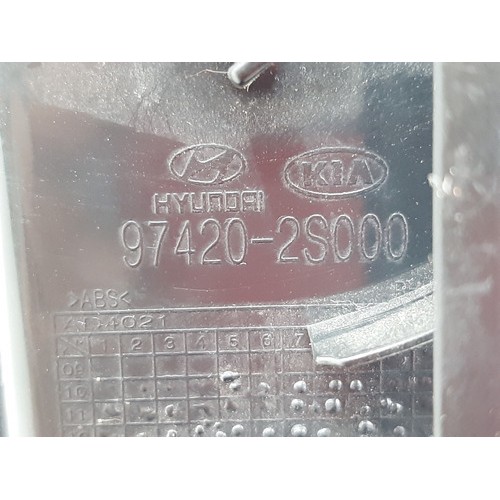 HYUNDAI KIA
97420-2S000
>ABS<
1 2 3 4 5 6 7
09
10
11